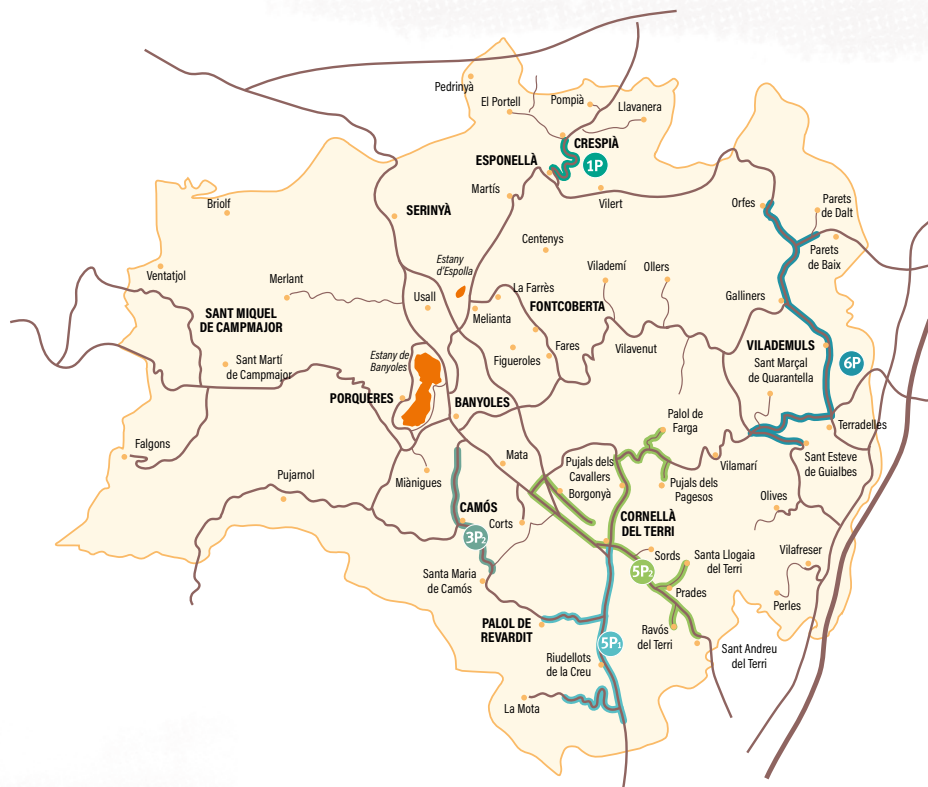 Pedrinyà
El Portell
Pompià
Llavanera
CRESPIÀ
ESPONELLÀ
1P
Martís
Vilert
Briolf
SERINYÀ
Orfes
Parets
de Dalt
Parets
de Baix
Centenys
Estany
d'Espolla
Ventatjol
Merlant
Vilademí
Ollers
La Farrès
Usall
FONTCOBERTA
Galliners
SANT MIQUEL
DE CAMPMAJOR
Melianta
Fares
Vilavenut
VILADEMULS
Figueroles
Estany de
Banyoles
Sant Martí
de Campmajor
Sant Marçal
de Quarantella
6P
PORQUERES
BANYOLES
Palol de
Farga
Terradelles
Falgons
Mata
Vilamarí
Sant Esteve
de Guialbes
Pujarnol
Miànigues
Pujals dels
Cavallers
Borgonyà
Pujals dels
Pagesos
Olives
CAMÓS
Corts
CORNELLÀ
DEL TERRI
3P2
Sords
Santa Llogaia
del Terri
Vilafreser
Santa Maria
de Camós
5P2
Prades
Perles
PALOL DE
REVARDIT
Ravós
del Terri
5P1
Sant Andreu
del Terri
Riudellots
de la Creu
La Mota